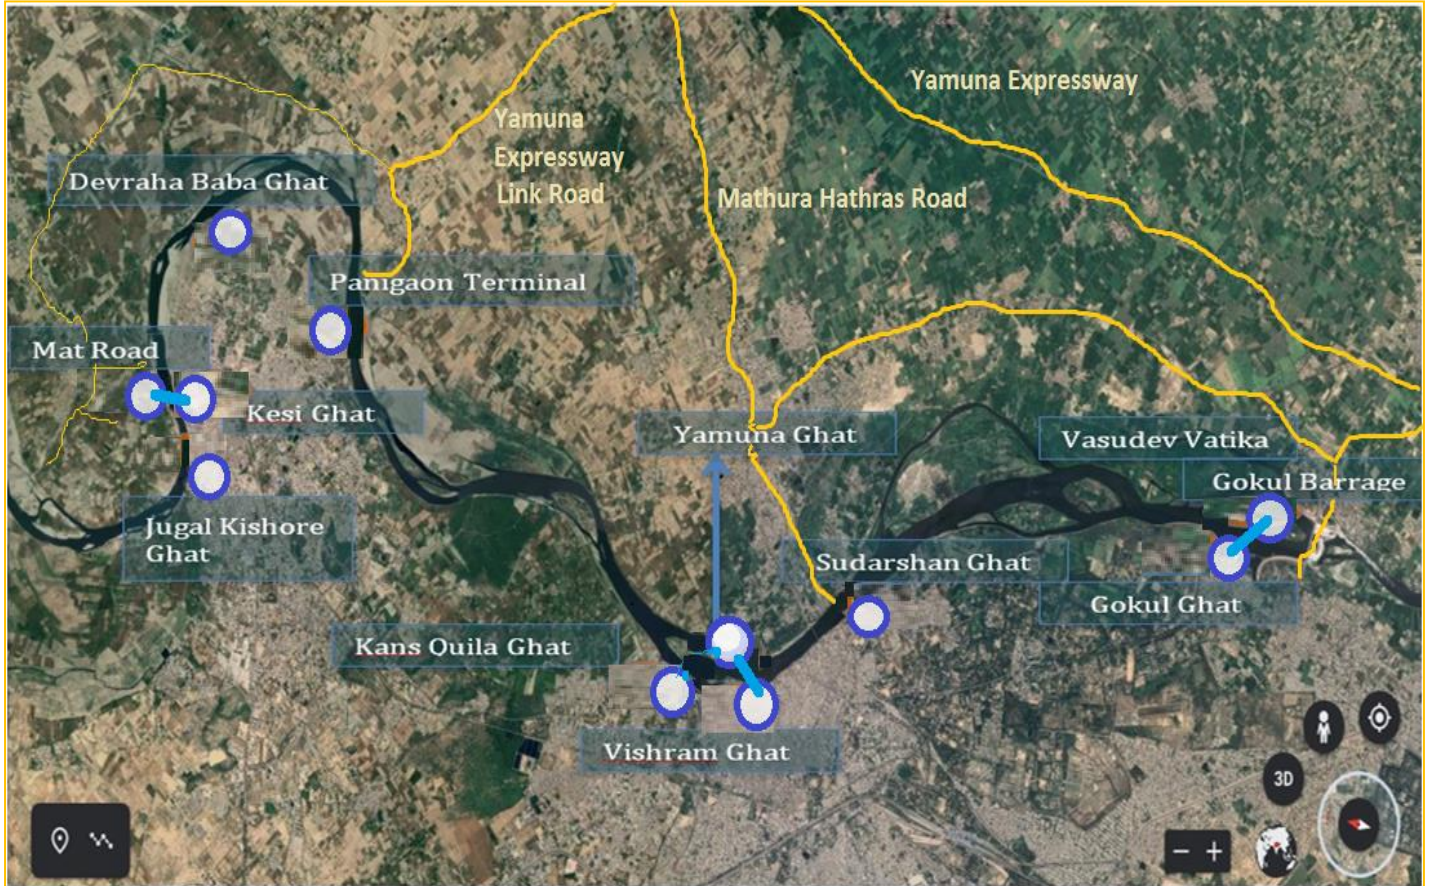 Yamuna Expressway
Yamuna
Expressway
Link Road
Devraha Baba Ghat
Mathura Hathras Road
Panigaon Terminal
Mat Road
Kesi Ghat
Yamuna Ghat
Vasudev Vatika
Gokul Barrage
Jugal Kishore
Ghat
Sudarshan Ghat
Gokul Ghat
Kans Quila Ghat
Vishram Ghat
3D